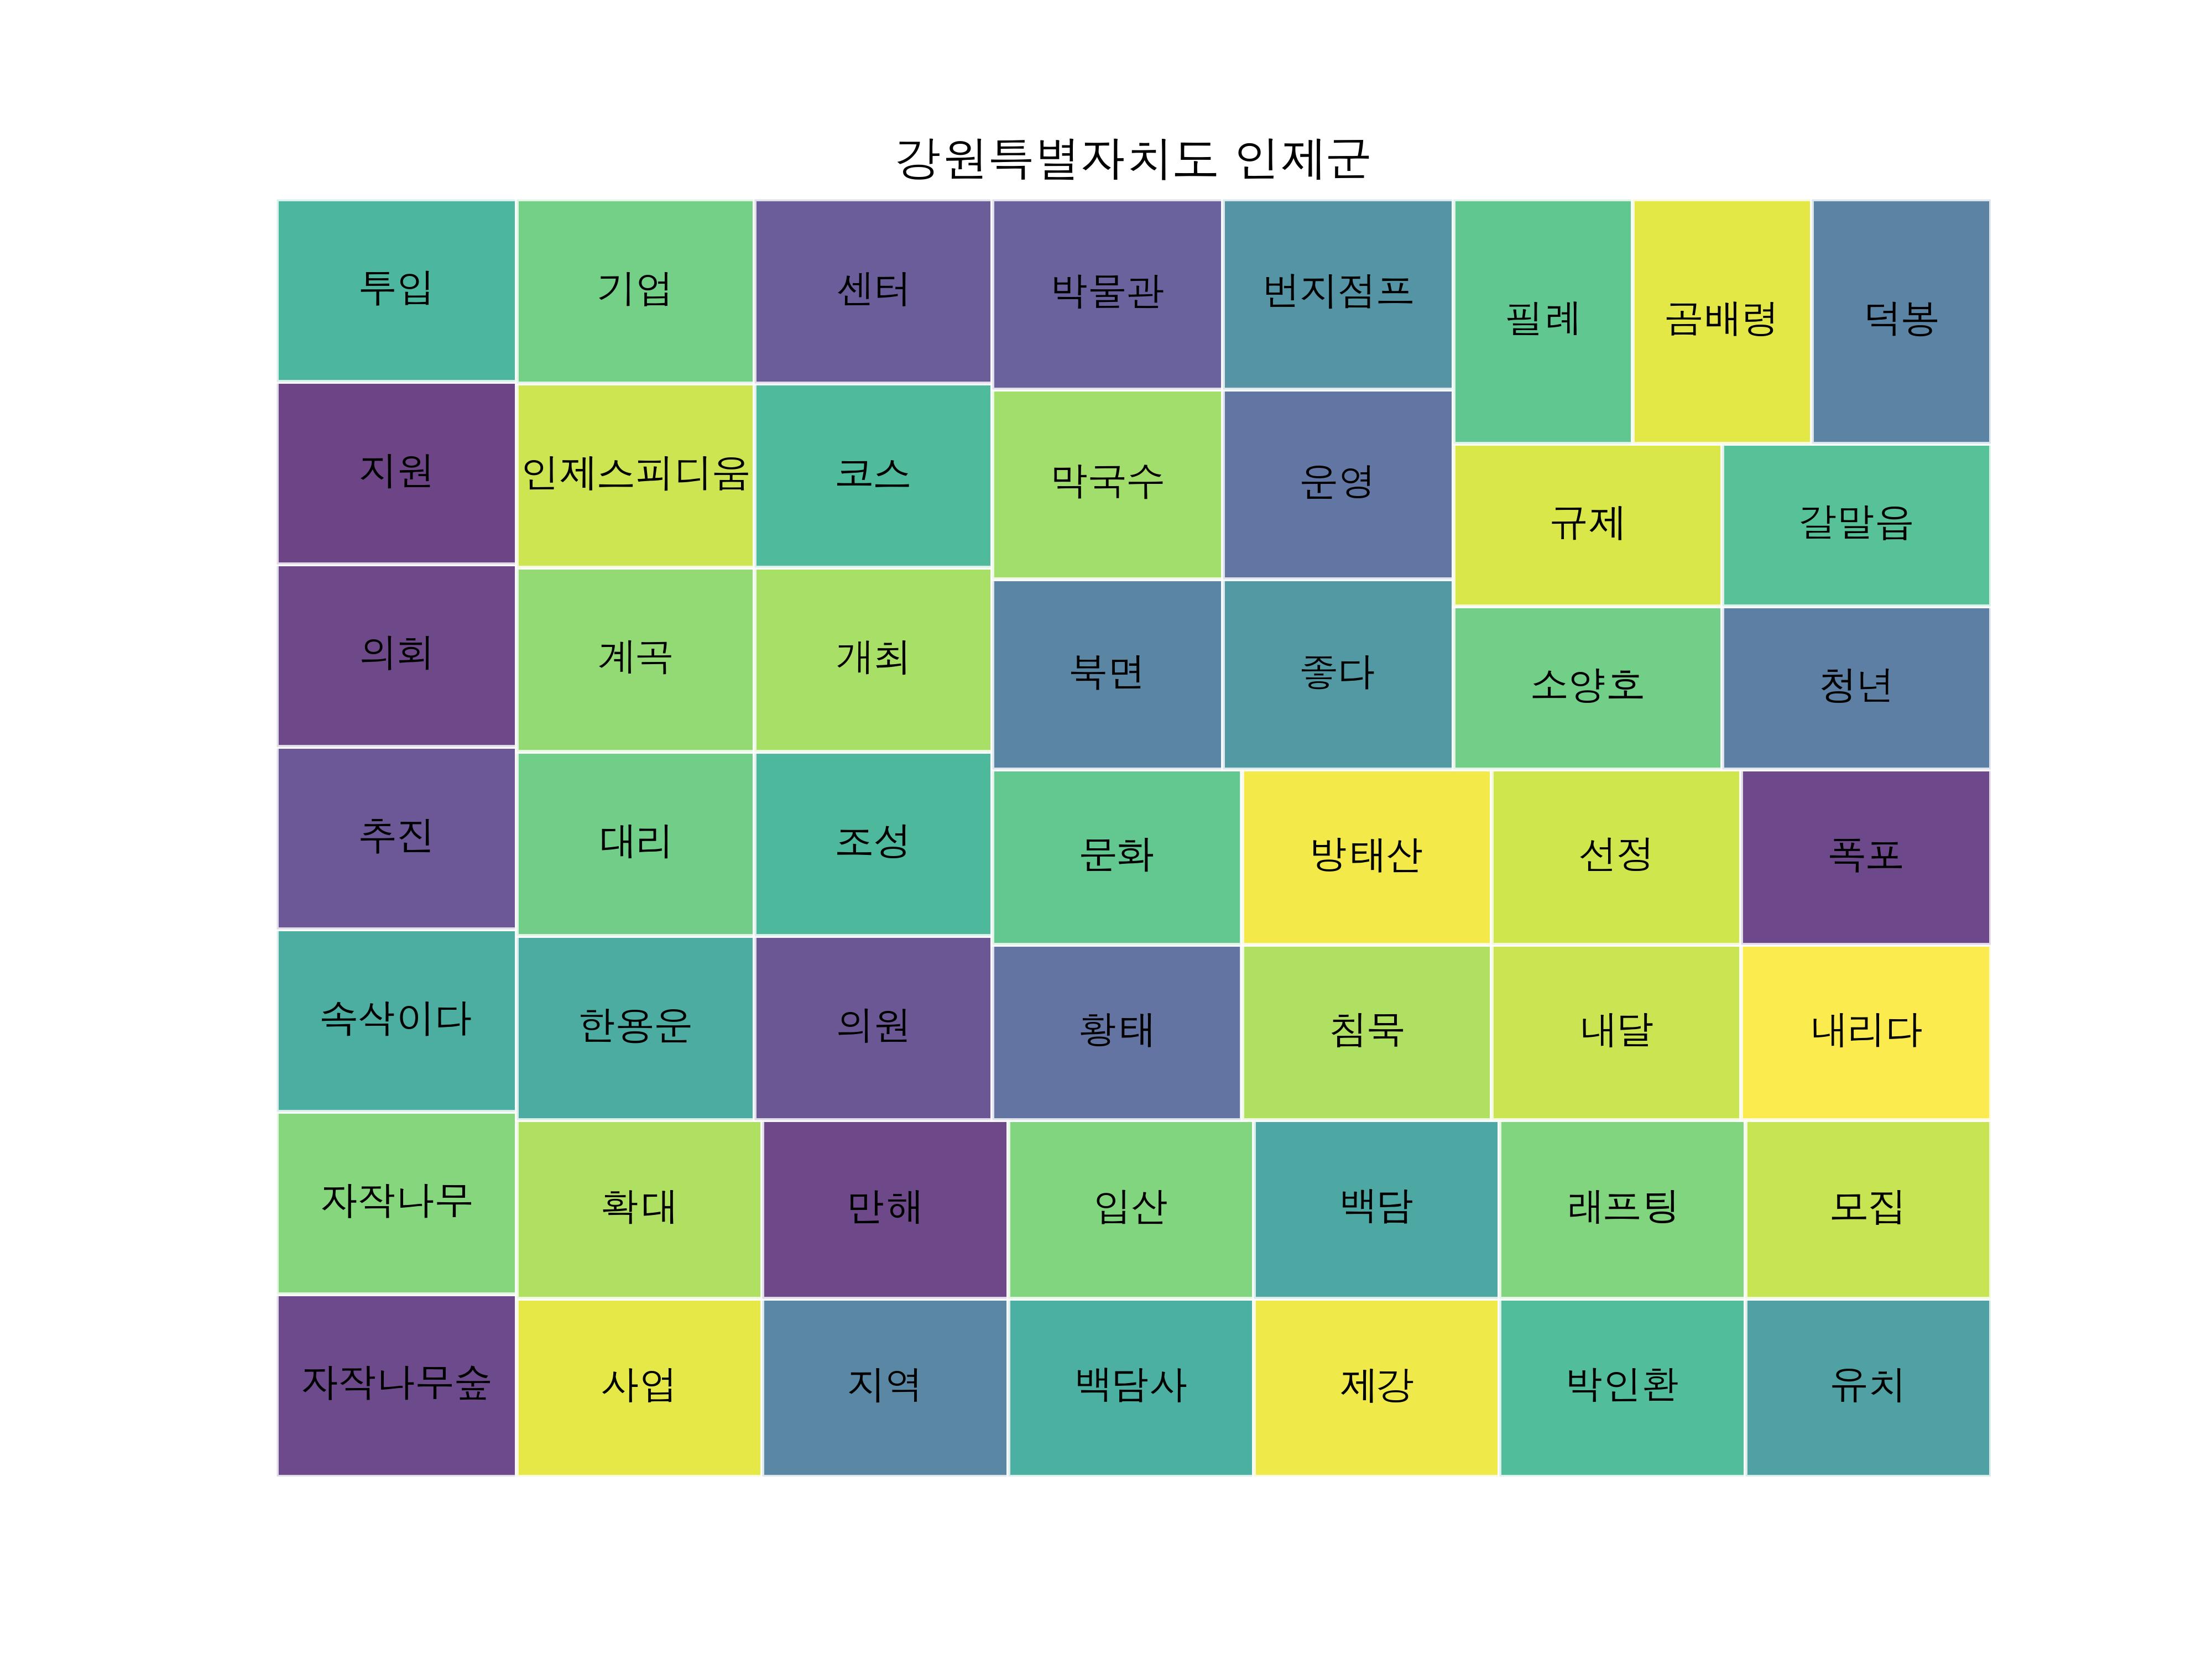 강원특별자치도 인제군
투입
기업
센터
박물관
번지점프
필례
곰배령
덕봉
지원
인제스피디움
코스
막국수
운영
규제
갈말읍
의회
계곡
개최
북면
좋다
소양호
청년
추진
대리
조성
문화
방태산
선정
폭포
속삭이다
한용운
의원
황태
침묵
내달
내리다
자작나무
확대
만해
입산
백담
래프팅
모집
자작나무숲
사업
지역
백담사
제강
박인환
유치